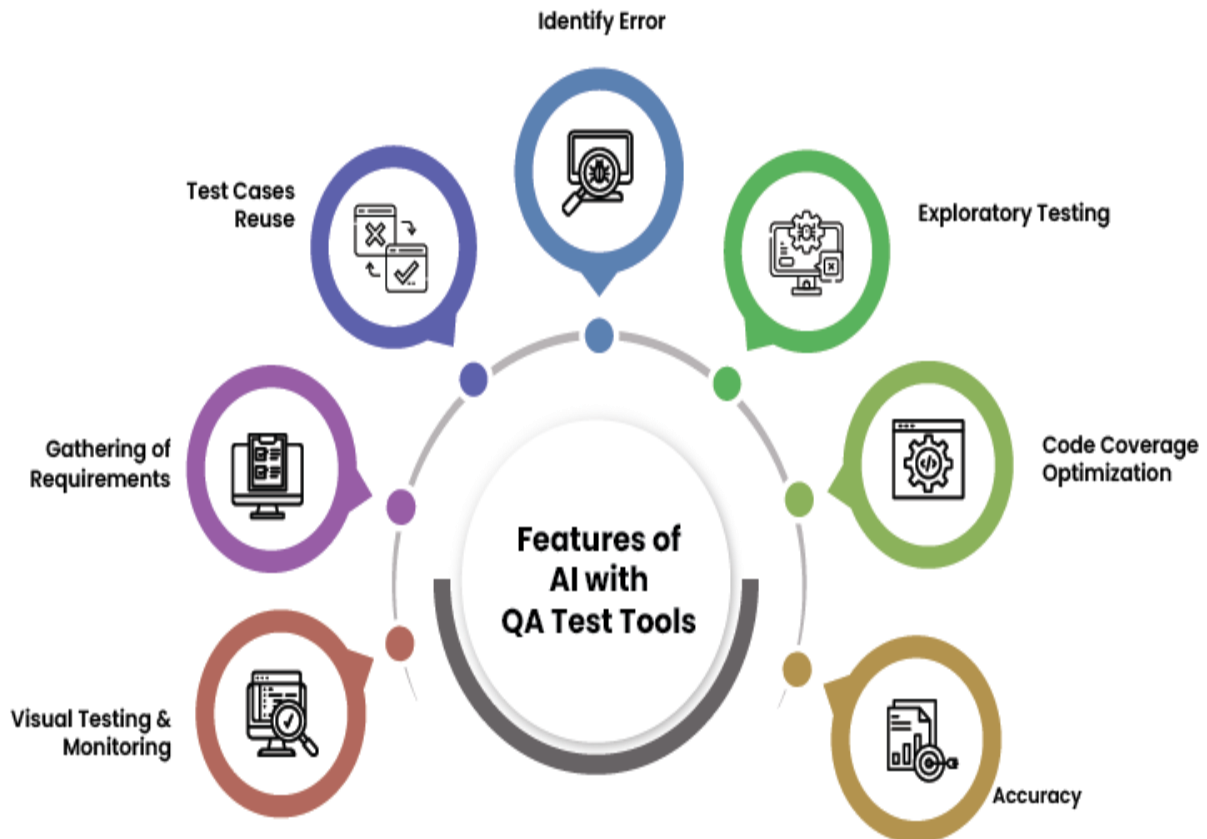 Identify Error
Test Cases
Reuse
Exploratory Testing
Gathering of
Requirements
Code Coverage
Optimization
Features of
AI with
QA Test Tools
Visual Testing &
Monitoring
Accuracy